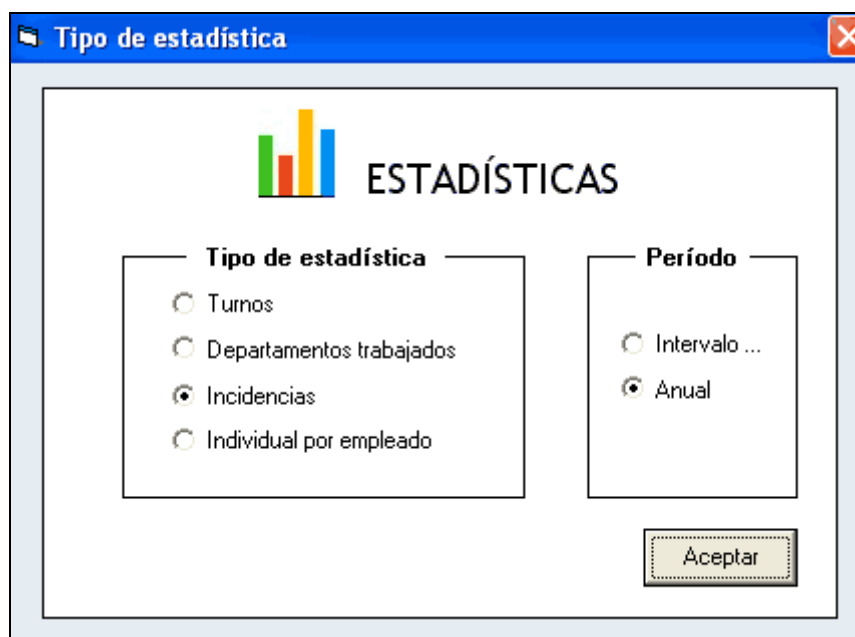 Tipo de estadística
ESTADÍSTICAS
Tipo de estadística
Turnos
Departamentos trabajados
Incidencias
Individual por empleado
Período
Intervalo ...
Anual
Aceptar